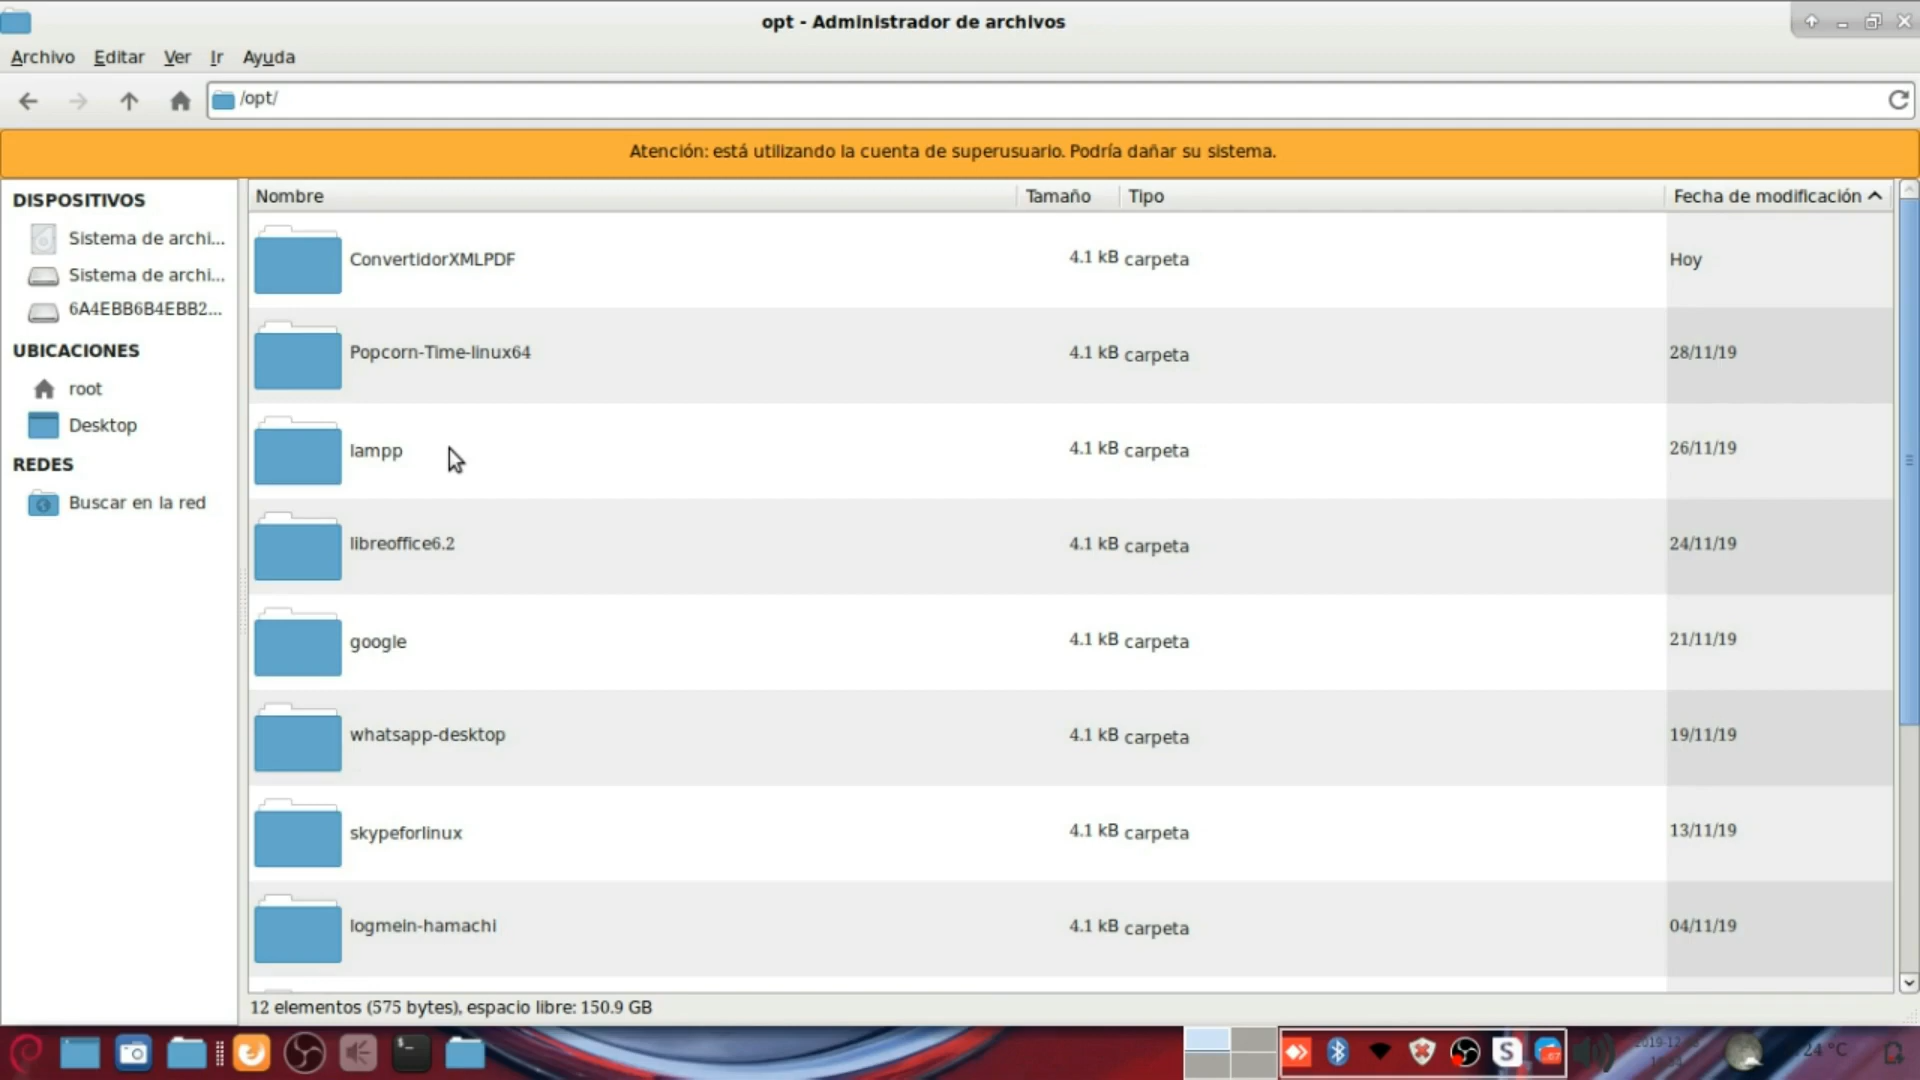 opt - Administrador de archivos
Archivo Editar Ver Ir Ayuda
/opt/
Atención: está utilizando la cuenta de superusuario. Podría dañar su sistema.
DISPOSITIVOS
Sistema de archi...
Sistema de archi...
6A4EBB6B4EBB2...
UBICACIONES
root
Desktop
REDES
Buscar en la red
Nombre Tamaño Tipo Fecha de modificación
ConvertidorXMLPDF 4.1 kB carpeta Hoy
Popcorn-Time-linux64 4.1 kB carpeta 28/11/19
lampp 4.1 kB carpeta 26/11/19
libreoffice6.2 4.1 kB carpeta 24/11/19
google 4.1 kB carpeta 21/11/19
whatsapp-desktop 4.1 kB carpeta 19/11/19
skypeforlinux 4.1 kB carpeta 13/11/19
logmein-hamachi 4.1 kB carpeta 04/11/19
12 elementos (575 bytes), espacio libre: 150.9 GB
24 °C